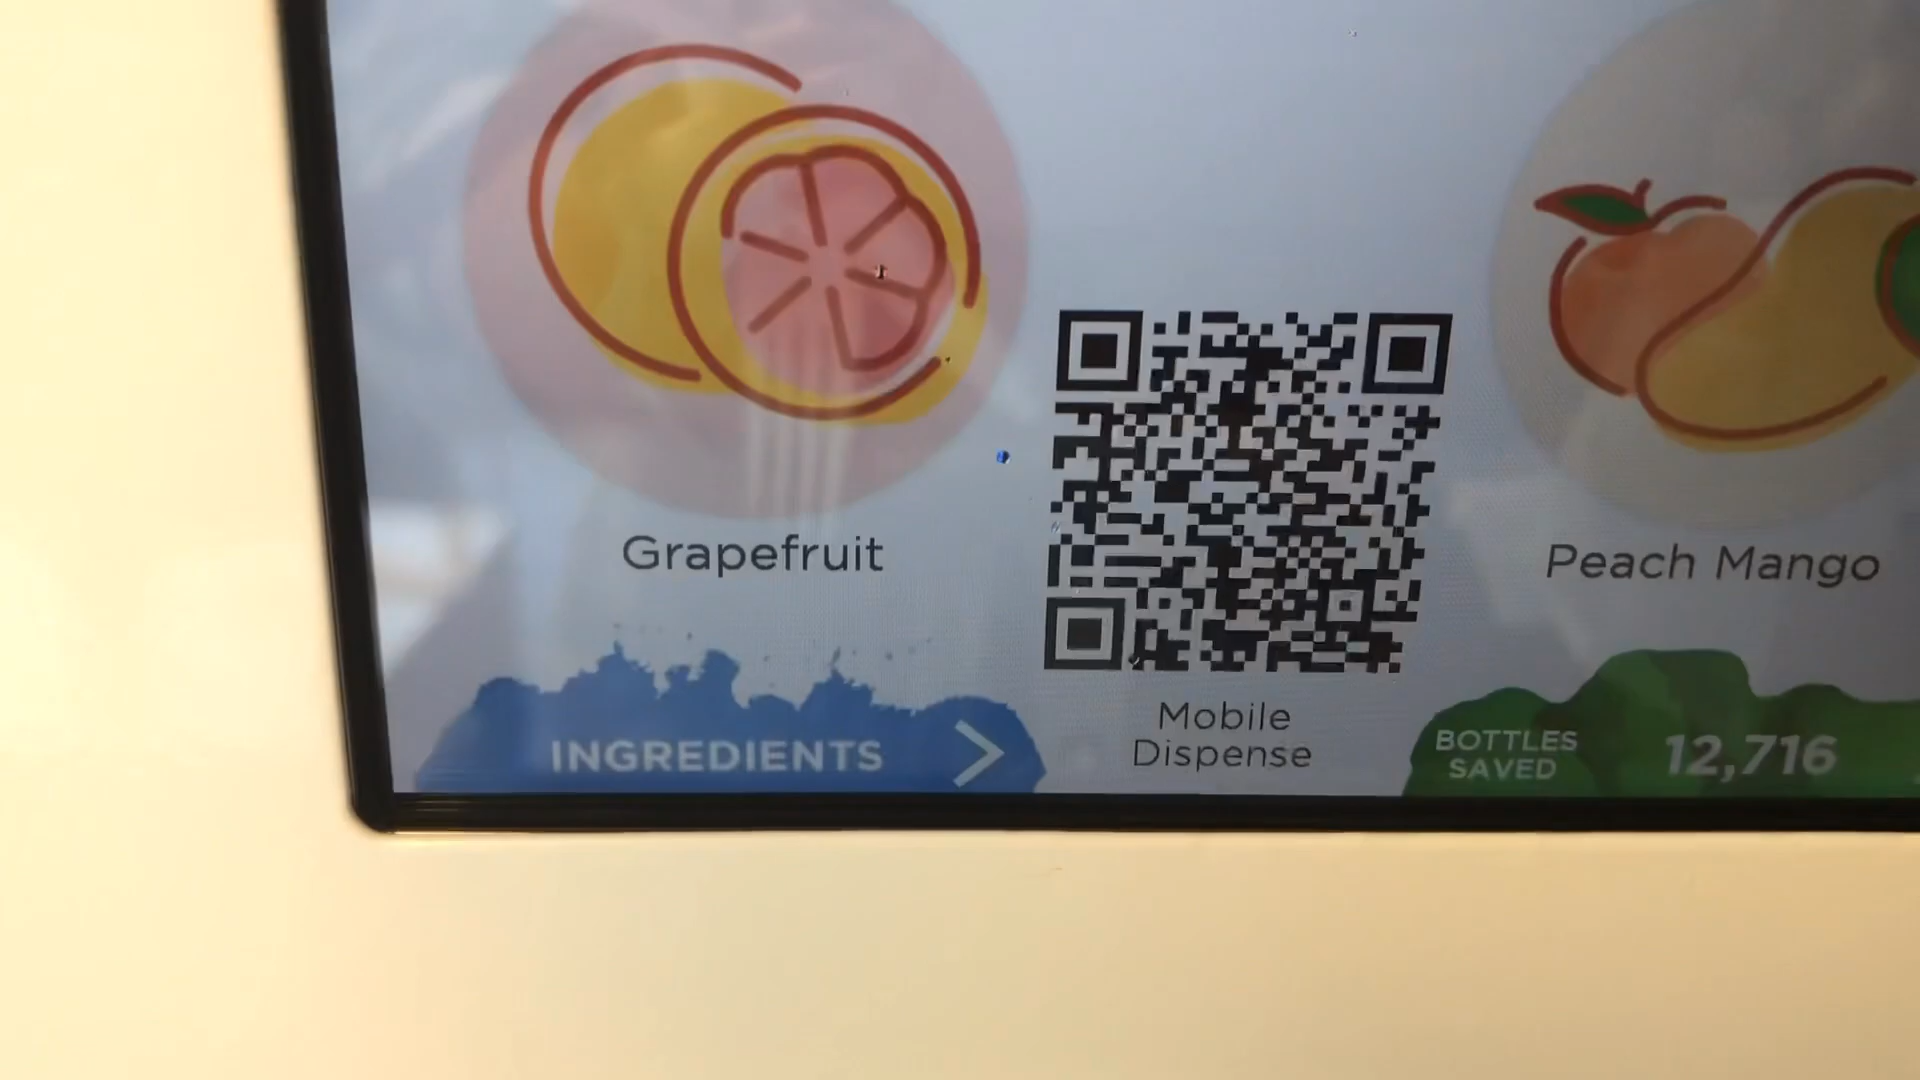 Grapefruit
Peach Mango
Mobile
Dispense
INGREDIENTS
BOTTLES
SAVED
12,716